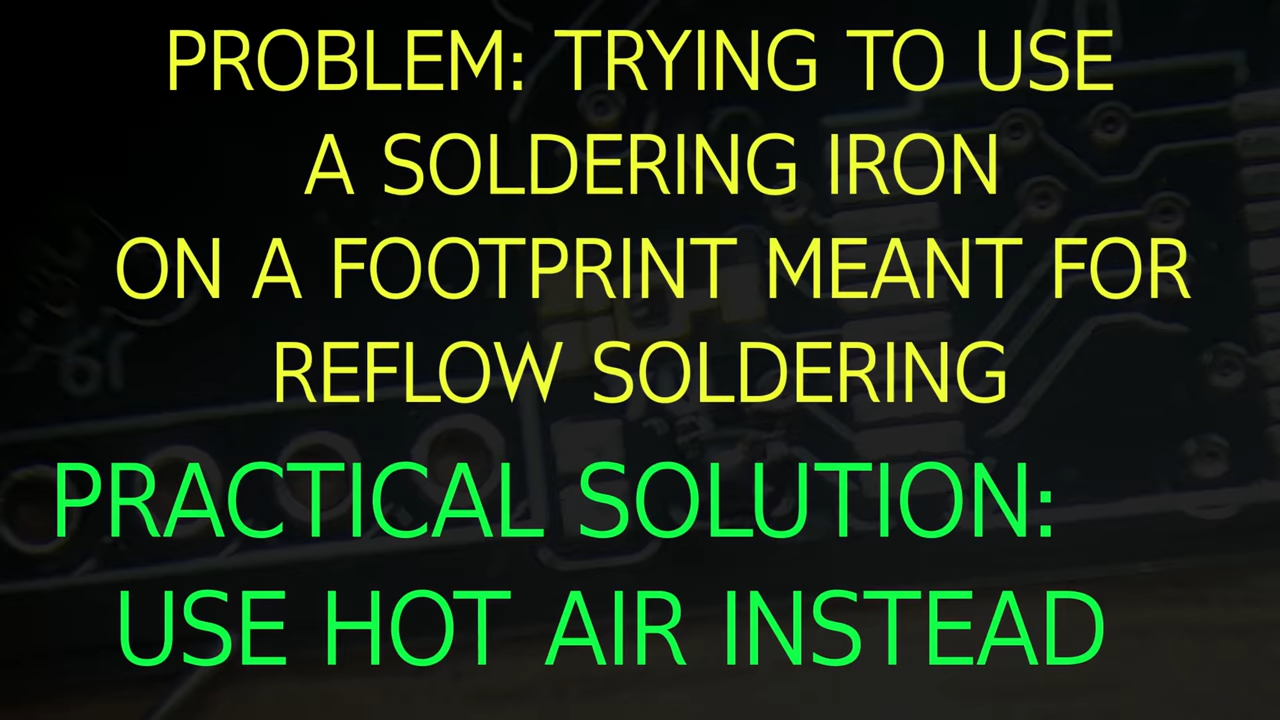 PROBLEM: TRYING TO USE
A SOLDERING IRON
ON A FOOTPRINT MEANT FOR
REFLOW SOLDERING
PRACTICAL SOLUTION:
USE HOT AIR INSTEAD